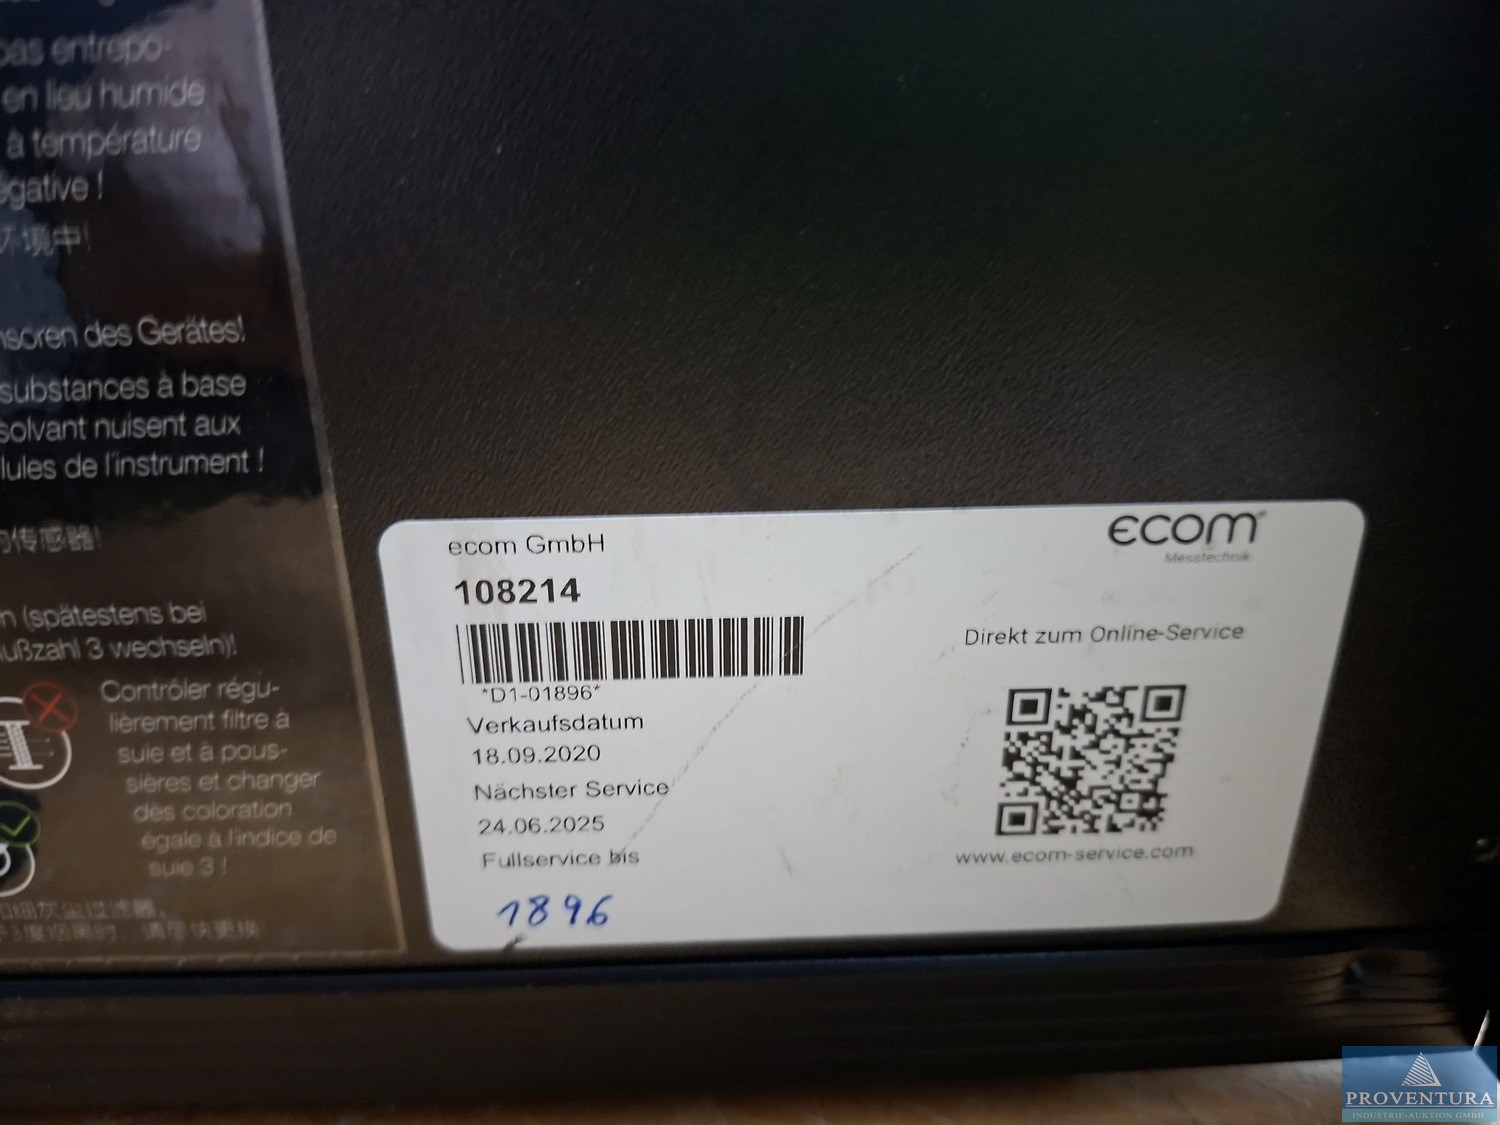 pas entrepo-
en lieu humide
à température
égative !
环境中!
nsoren des Gerätes!
substances à base
solvant nuisent aux
lules de l'instrument !
的传感器!
n (spätestens bei
ußzahl 3 wechseln)!
Contrôler régu-
lièrement filtre à
suie et à pous-
sières et changer
dès coloration
égale à l'indice de
suie 3 !
ecom GmbH
108214
*D1-01896*
Verkaufsdatum
18.09.2020
Nächster Service
24.06.2025
Fullservice bis
1896
ecom
Messtechnik
Direkt zum Online-Service
www.ecom-service.com
PROVENTURA
INDUSTRIE-AUKTION GMBH